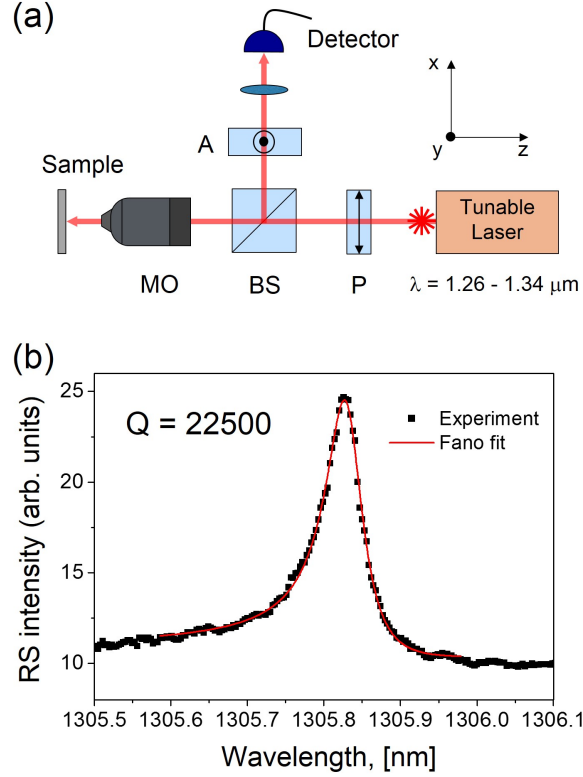 (a)
Detector
x
A
y
z
Sample
Tunable
Laser
MO
BS
P
λ = 1.26 - 1.34 μm
(b)
25
20
15
10
RS intensity (arb. units)
Q = 22500
Experiment
Fano fit
1305.5 1305.6 1305.7 1305.8 1305.9 1306.0 1306.1
Wavelength, [nm]